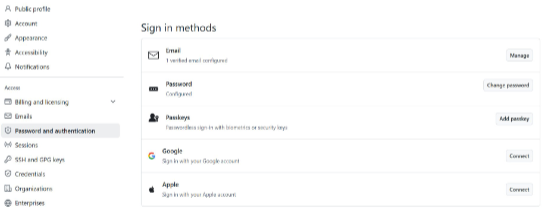 Public profile
Account
Appearance
Accessibility
Notifications
Access
Billing and licensing
Emails
Password and authentication
Sessions
SSH and GPG keys
Credentials
Organizations
Enterprises
Sign in methods
Email
1 verified email configured
Manage
Password
Configured
Change password
Passkeys
Passwordless sign-in with biometrics or security keys
Add passkey
Google
Sign in with your Google account
Connect
Apple
Sign in with your Apple account
Connect